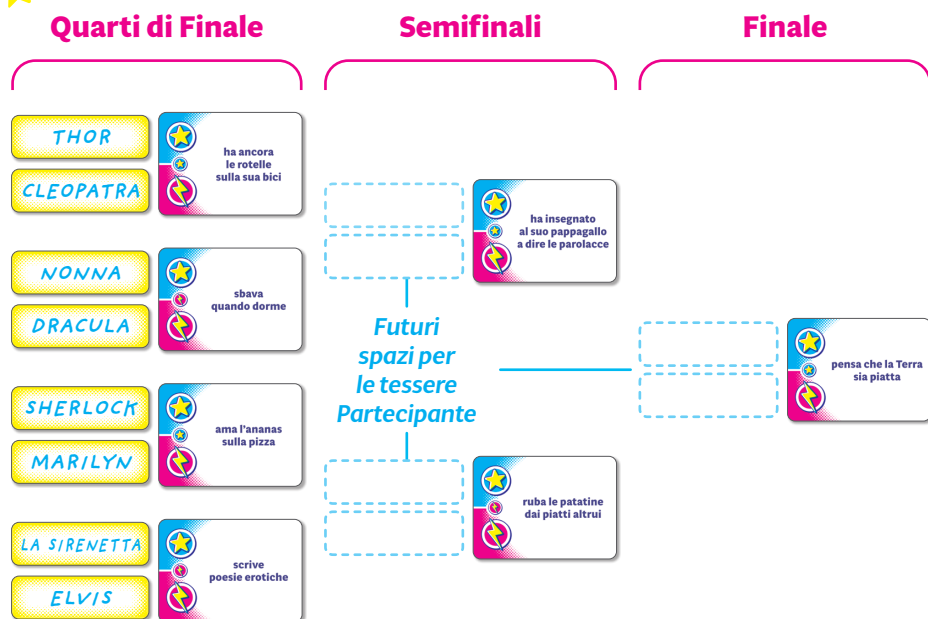 Quarti di Finale
Semifinali
Finale
THOR
CLEOPATRA
ha ancora
le rotelle
sulla sua bici
NONNA
DRACULA
sbava
quando dorme
SHERLOCK
MARILYN
ama l'ananas
sulla pizza
LA SIRENETTA
ELVIS
scrive
poesie erotiche
ha insegnato
al suo pappagallo
a dire le parolacce
Futuri
spazi per
le tessere
Partecipante
ruba le patatine
dai piatti altrui
pensa che la Terra
sia piatta